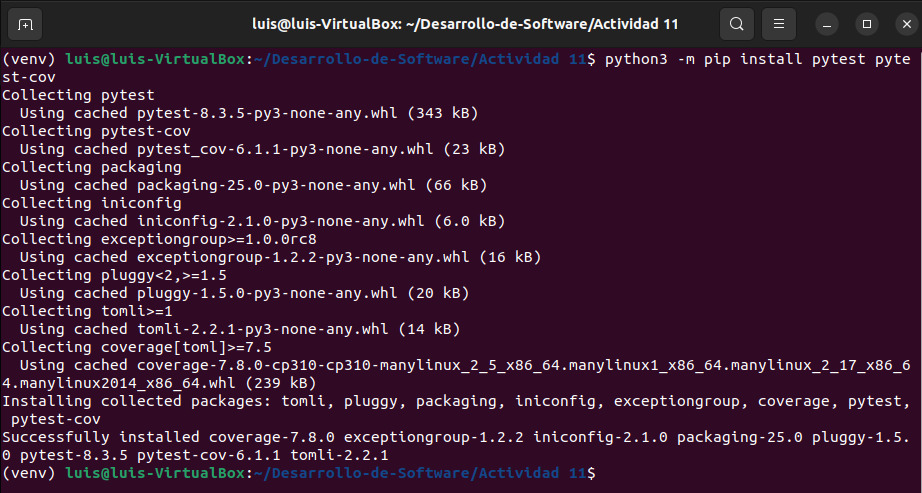 luis@luis-VirtualBox: ~/Desarrollo-de-Software/Actividad 11
(venv) luis@luis-VirtualBox:~/Desarrollo-de-Software/Actividad 11$ python3 -m pip install pytest pyte
st-cov
Collecting pytest
  Using cached pytest-8.3.5-py3-none-any.whl (343 kB)
Collecting pytest-cov
  Using cached pytest_cov-6.1.1-py3-none-any.whl (23 kB)
Collecting packaging
  Using cached packaging-25.0-py3-none-any.whl (66 kB)
Collecting iniconfig
  Using cached iniconfig-2.1.0-py3-none-any.whl (6.0 kB)
Collecting exceptiongroup>=1.0.0rc8
  Using cached exceptiongroup-1.2.2-py3-none-any.whl (16 kB)
Collecting pluggy<2,>=1.5
  Using cached pluggy-1.5.0-py3-none-any.whl (20 kB)
Collecting tomli>=1
  Using cached tomli-2.2.1-py3-none-any.whl (14 kB)
Collecting coverage[toml]>=7.5
  Using cached coverage-7.8.0-cp310-cp310-manylinux_2_5_x86_64.manylinux1_x86_64.manylinux_2_17_x86_6
4.manylinux2014_x86_64.whl (239 kB)
Installing collected packages: tomli, pluggy, packaging, iniconfig, exceptiongroup, coverage, pytest,
 pytest-cov
Successfully installed coverage-7.8.0 exceptiongroup-1.2.2 iniconfig-2.1.0 packaging-25.0 pluggy-1.5.
0 pytest-8.3.5 pytest-cov-6.1.1 tomli-2.2.1
(venv) luis@luis-VirtualBox:~/Desarrollo-de-Software/Actividad 11$